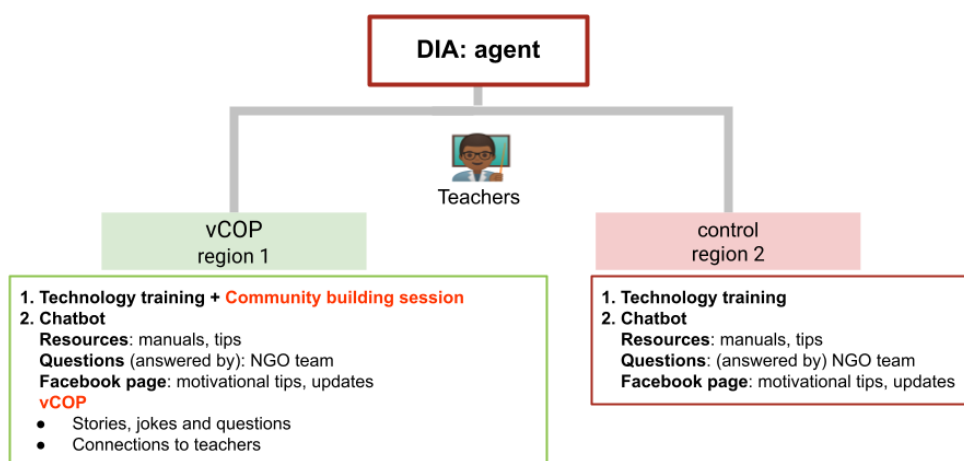 DIA: agent
Teachers
vCOP
region 1
1. Technology training + Community building session
2. Chatbot
Resources: manuals, tips
Questions (answered by): NGO team
Facebook page: motivational tips, updates
vCOP
● Stories, jokes and questions
● Connections to teachers
control
region 2
1. Technology training
2. Chatbot
Resources: manuals, tips
Questions: (answered by) NGO team
Facebook page: motivational tips, updates